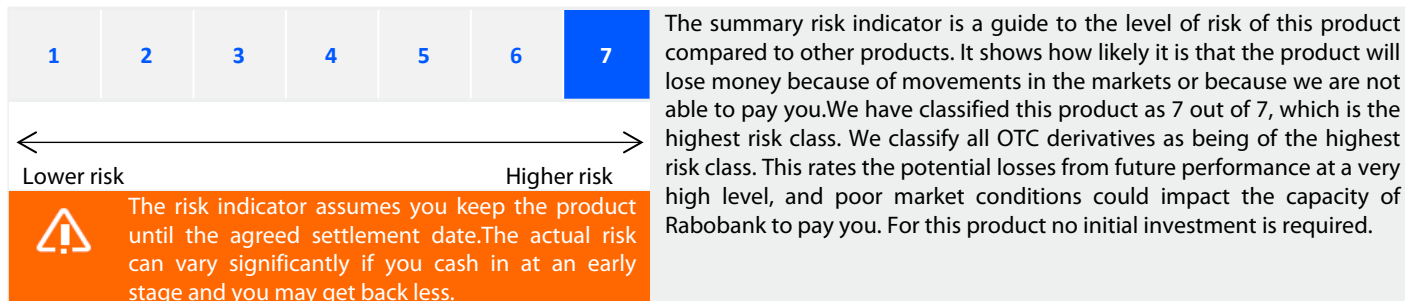 1 2 3 4 5 6 7
Lower risk Higher risk
The risk indicator assumes you keep the product
until the agreed settlement date.The actual risk
can vary significantly if you cash in at an early
stage and you may get back less.
The summary risk indicator is a guide to the level of risk of this product
compared to other products. It shows how likely it is that the product will
lose money because of movements in the markets or because we are not
able to pay you.We have classified this product as 7 out of 7, which is the
highest risk class. We classify all OTC derivatives as being of the highest
risk class. This rates the potential losses from future performance at a very
high level, and poor market conditions could impact the capacity of
Rabobank to pay you. For this product no initial investment is required.